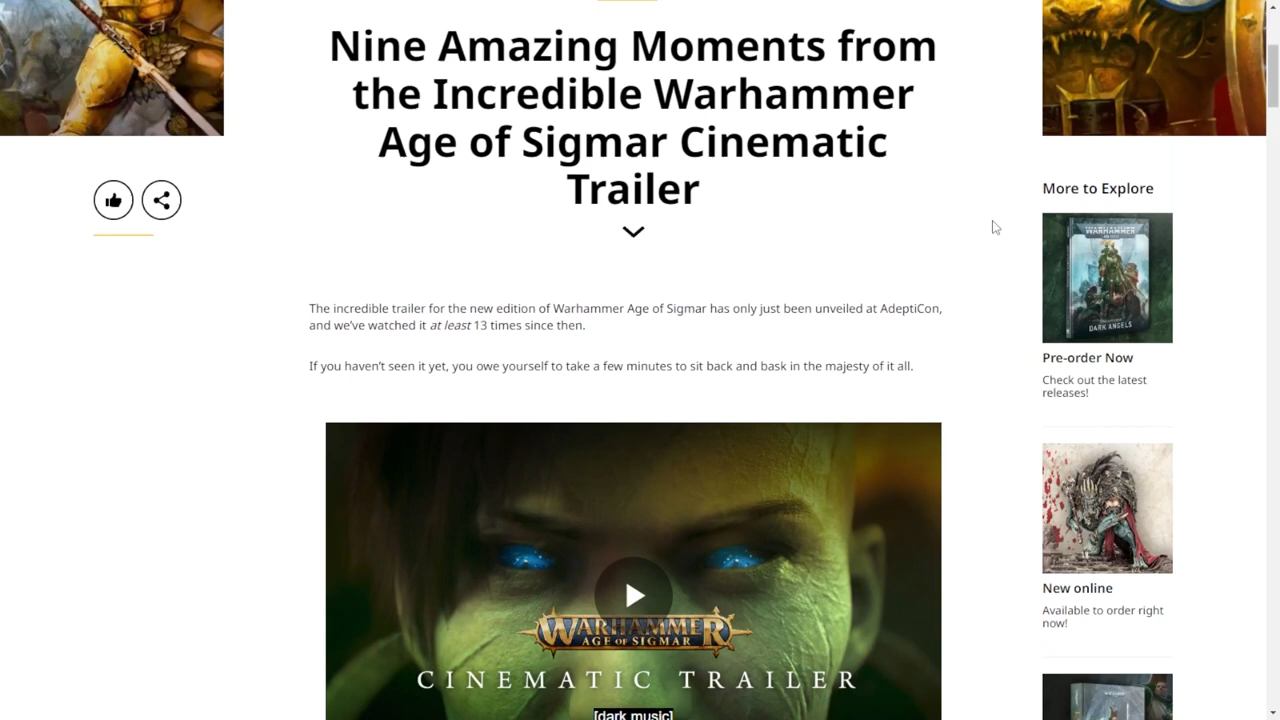 Nine Amazing Moments from
the Incredible Warhammer
Age of Sigmar Cinematic
Trailer
The incredible trailer for the new edition of Warhammer Age of Sigmar has only just been unveiled at AdeptiCon,
and we’ve watched it at least 13 times since then.
If you haven’t seen it yet, you owe yourself to take a few minutes to sit back and bask in the majesty of it all.
WARHAMMER
AGE OF SIGMAR
CINEMATIC TRAILER
[dark music]
More to Explore
WARHAMMER
DARK ANGELS
Pre-order Now
Check out the latest
releases!
New online
Available to order right
now!